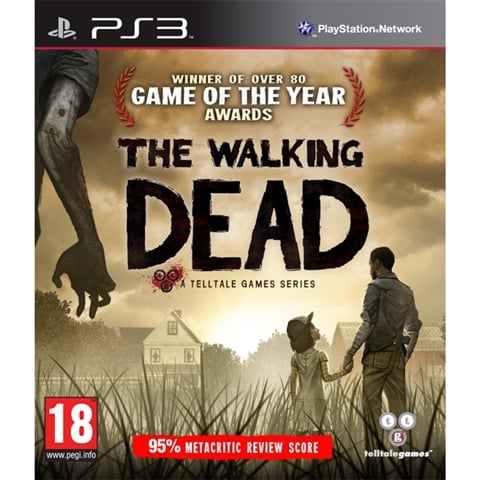 PS3
PlayStation®Network
WINNER OF OVER 80
GAME OF THE YEAR
AWARDS
THE WALKING
DEAD
A TELLTALE GAMES SERIES
18
www.pegi.info
95% METACRITIC REVIEW SCORE
t t
g
telltalegames™